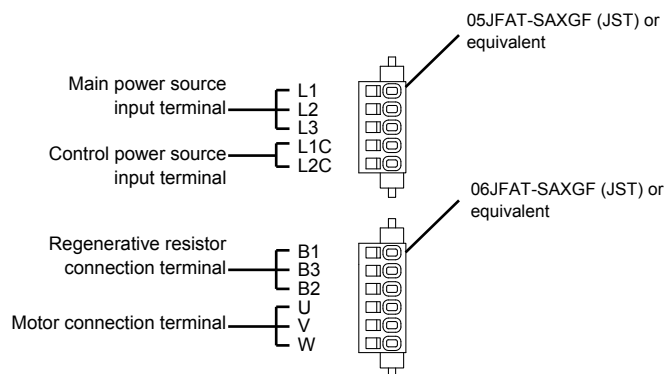 05JFAT-SAXGF (JST) or
equivalent
Main power source
input terminal
L1
L2
L3
Control power source
input terminal
L1C
L2C
06JFAT-SAXGF (JST) or
equivalent
Regenerative resistor
connection terminal
B1
B3
B2
Motor connection terminal
U
V
W